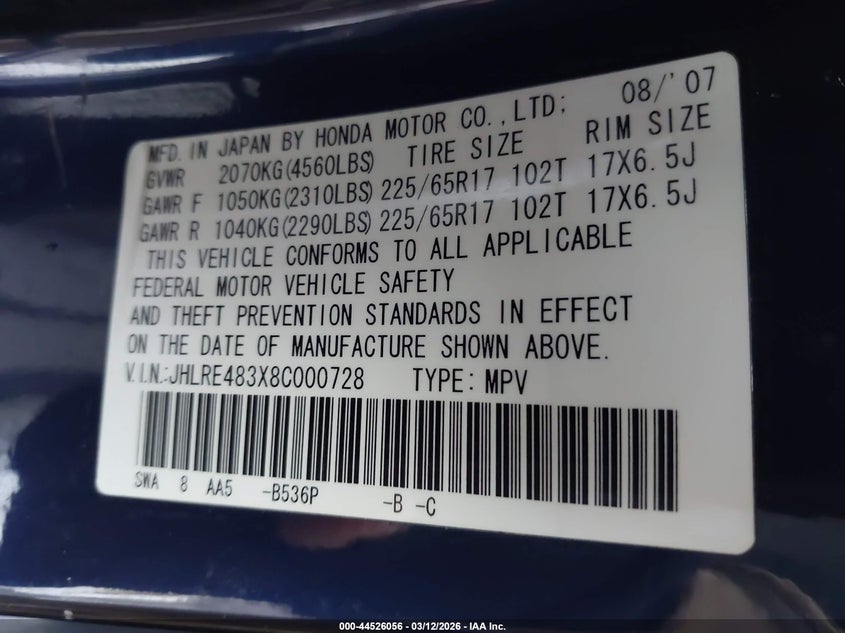 MFD. IN JAPAN BY HONDA MOTOR CO.,LTD; 08/'07
GVWR 2070KG(4560LBS) TIRE SIZE RIM SIZE
GAWR F 1050KG(2310LBS) 225/65R17 102T 17X6.5J
GAWR R 1040KG(2290LBS) 225/65R17 102T 17X6.5J
THIS VEHICLE CONFORMS TO ALL APPLICABLE
FEDERAL MOTOR VEHICLE SAFETY
AND THEFT PREVENTION STANDARDS IN EFFECT
ON THE DATE OF MANUFACTURE SHOWN ABOVE.
V.I.N.:JHLRE483X8C000728 TYPE: MPV
SWA 8 AA5 -B536P -B -C
000-44526056 - 03/12/2026 - IAA Inc.